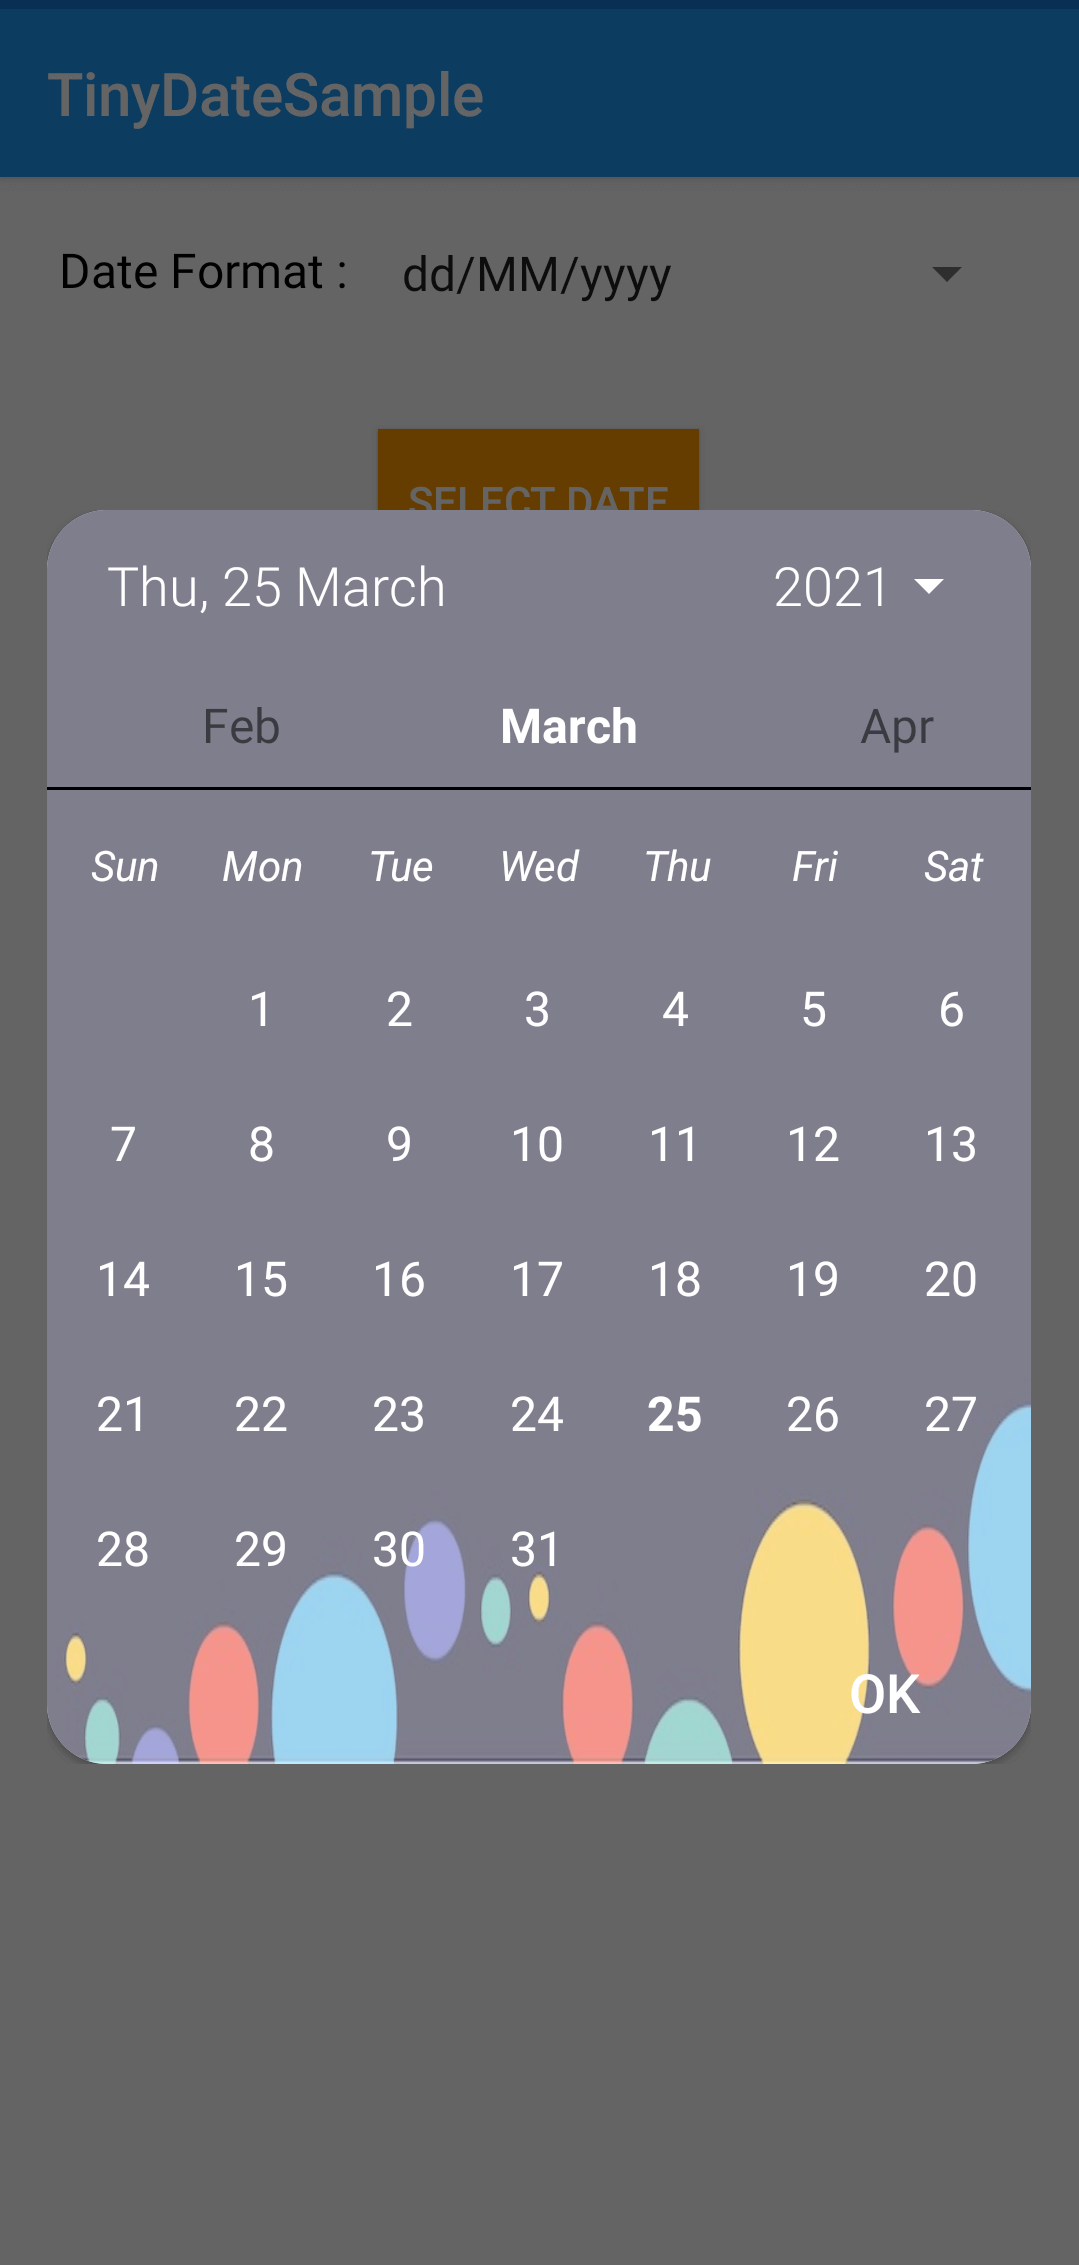 TinyDateSample
Date Format : dd/MM/yyyy
SELECT DATE
Thu, 25 March 2021
Feb March Apr
Sun Mon Tue Wed Thu Fri Sat
1 2 3 4 5 6
7 8 9 10 11 12 13
14 15 16 17 18 19 20
21 22 23 24 25 26 27
28 29 30 31
OK